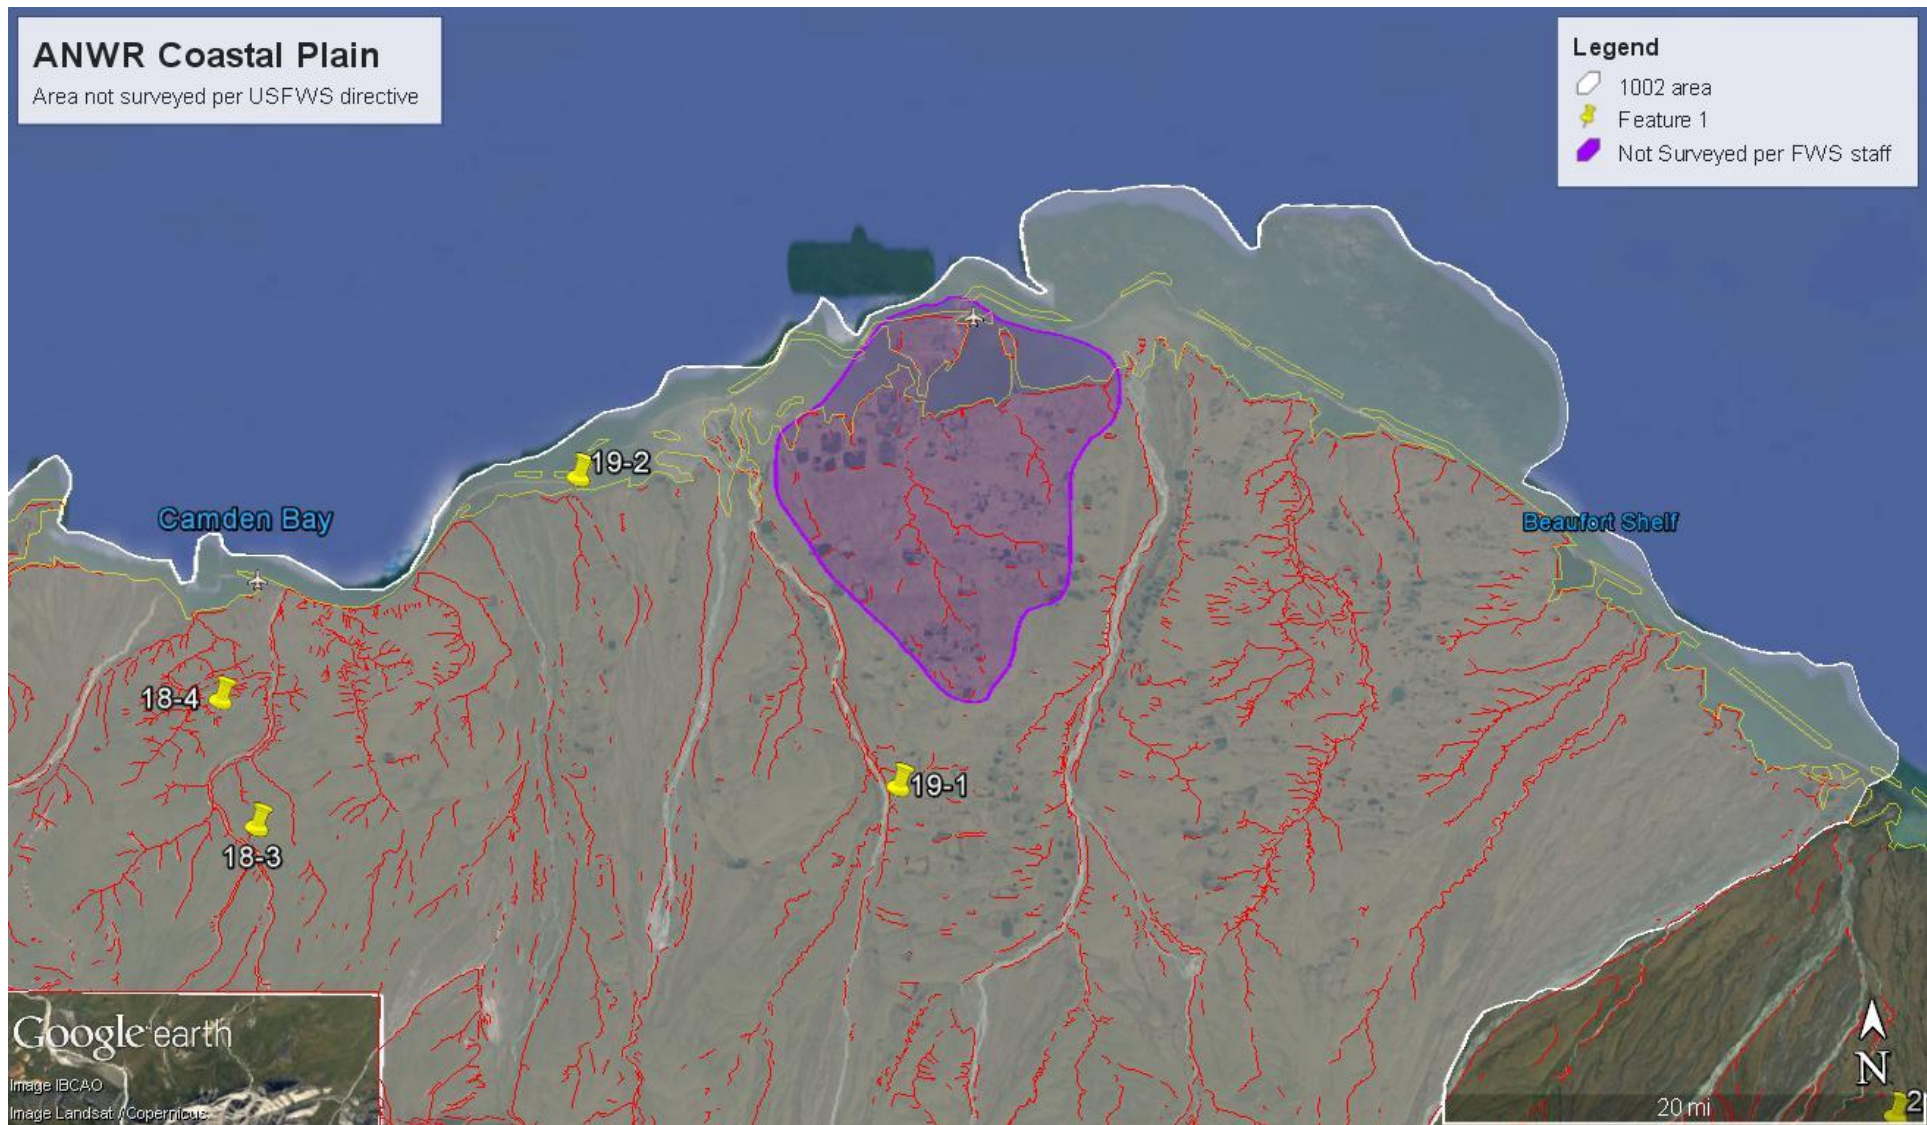 ANWR Coastal Plain
Area not surveyed per USFWS directive
Legend
1002 area
Feature 1
Not Surveyed per FWS staff
19-2
Camden Bay
Beaufort Shelf
18-4
19-1
18-3
Google earth
Image IBCAO
Image Landsat / Copernicus
N
20 mi
2